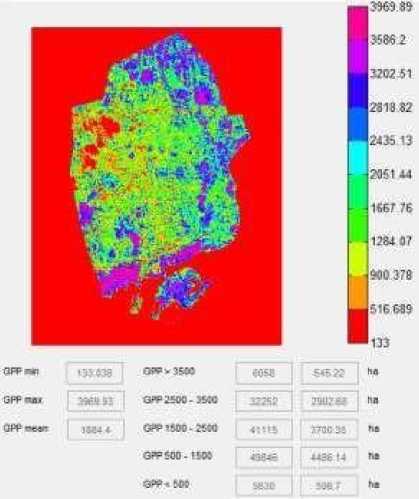 3969.89
3586.2
3202.51
2818.82
2435.13
2051.44
1667.76
1284.07
900.378
516.689
133
GPP min 133.038 GPP > 3500 6058 545.22 ha
GPP max 3969.93 GPP 2500 - 3500 32252 2902.68 ha
GPP mean 1884.4 GPP 1500 - 2500 41115 3700.35 ha
GPP 500 - 1500 49846 4486.14 ha
GPP < 500 ha